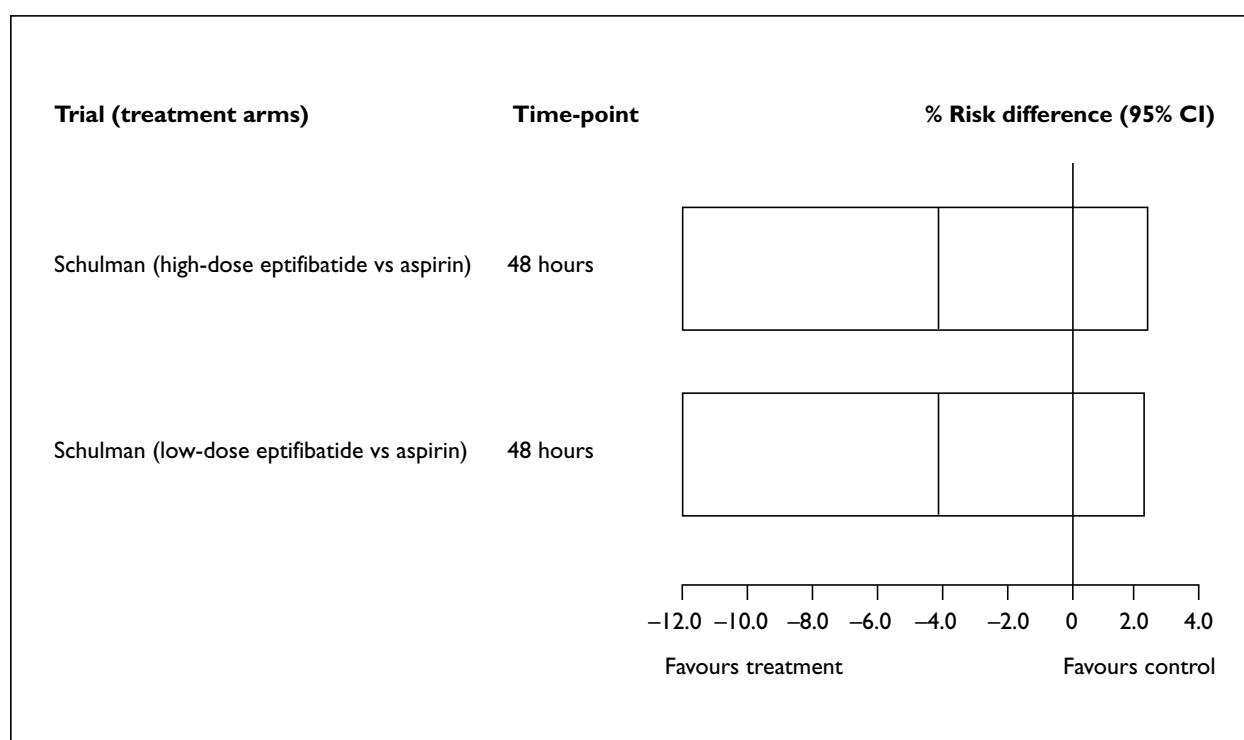 Trial (treatment arms) Time-point % Risk difference (95% CI)
Schulman (high-dose eptifibatide vs aspirin) 48 hours
Schulman (low-dose eptifibatide vs aspirin) 48 hours
–12.0 –10.0 –8.0 –6.0 –4.0 –2.0 0 2.0 4.0
Favours treatment Favours control